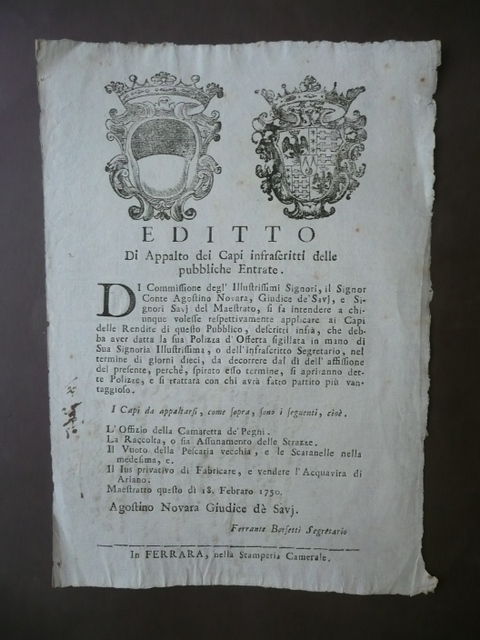 EDITTO
Di Appalto dei Capi infrascritti delle
pubbliche Entrate.
DI Commissione degl' Illustrissimi Signori, il Signor
Conte Agostino Novara, Giudice de' Savj, e Si-
gnori Savj del Maestrato, si fa intendere a chi-
unque volesse respettivamente applicare ai Capi
delle Rendite di questo Pubblico, descritti infra, che deb-
ba aver datta la sua Polizza d'Offerta sigillata in mano di
Sua Signoria Illustrissima, o dell'infrascritto Segretario, nel
termine di giorni dieci, da decorrere dal dì dell' affissione
del presente, perchè, spirato esso termine, si apriranno det-
te Polizze, e si trattarà con chi avrà fatto partito più van-
taggioso.
I Capi da appaltarsi, come sopra, sono i seguenti, cioè.
L'Offizio della Camaretta de' Pegni.
La Raccolta, o sia Assunamento delle Strazze.
Il Vuoto della Pescaria vecchia, e le Scaranelle nella
medesima, e.
Il Ius privativo di Fabricare, e vendere l'Acquavita di
Ariano.
Maestratto questo dì 18. Febraro 1750.
Agostino Novara Giudice dè Savj.
Ferrante Borsetti Segretario
In FERRARA, nella Stamperia Camerale.